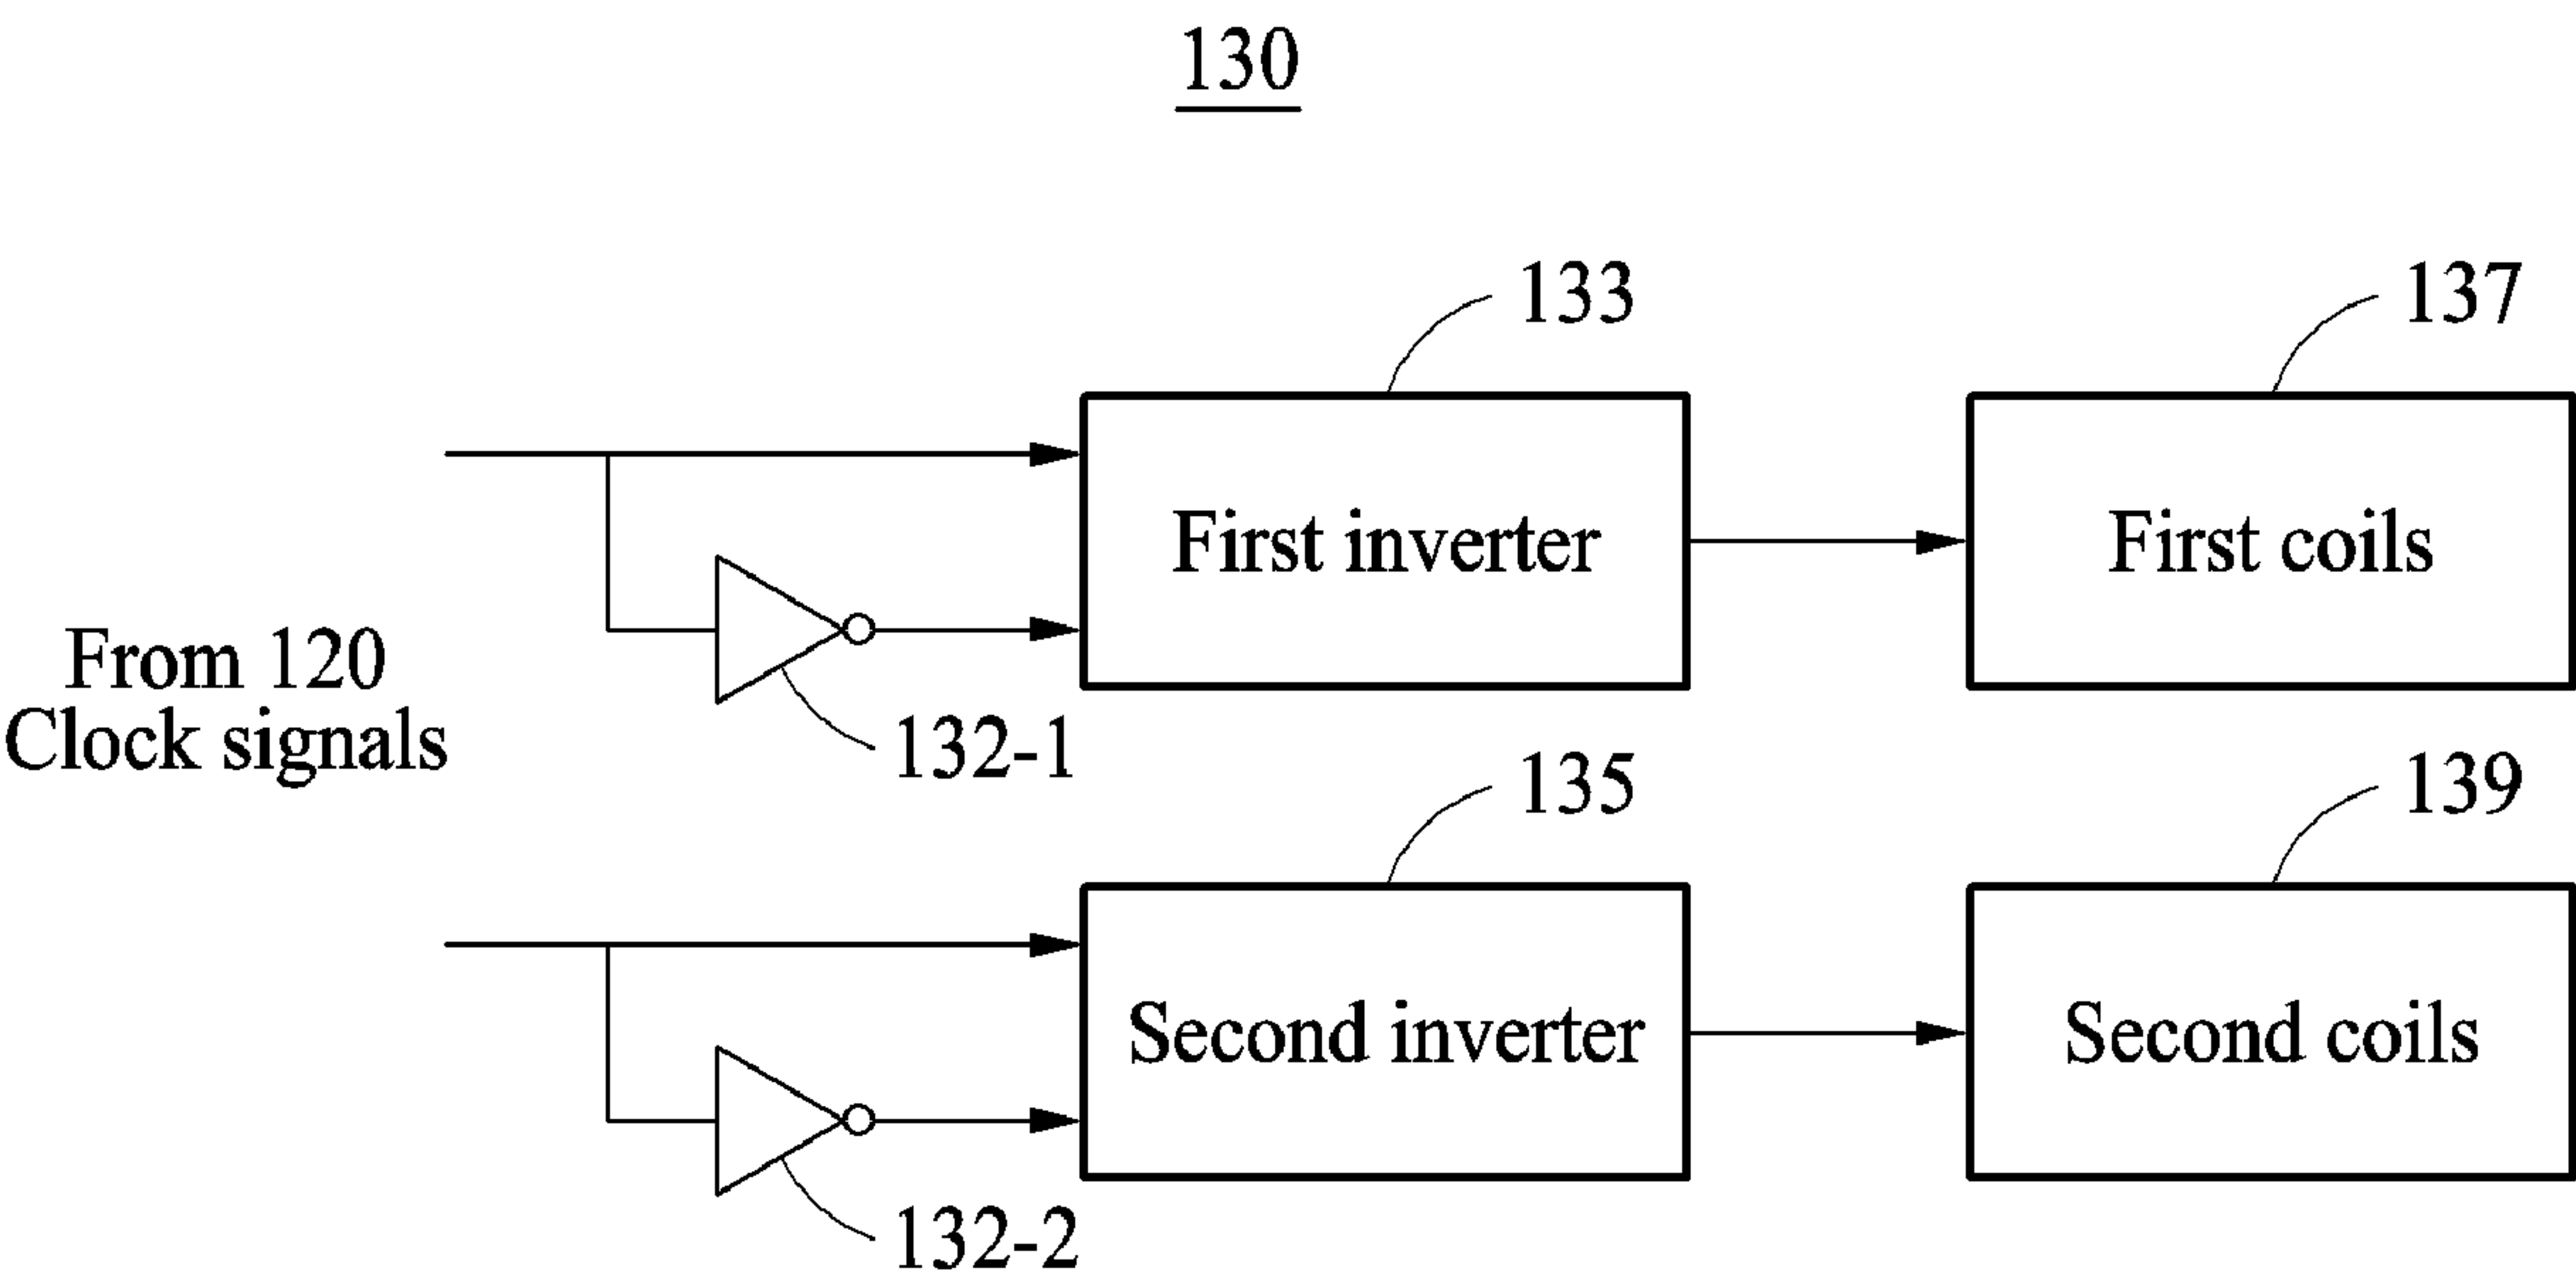 130
133
137
First inverter
First coils
From 120
Clock signals
132-1
135
139
Second inverter
Second coils
132-2